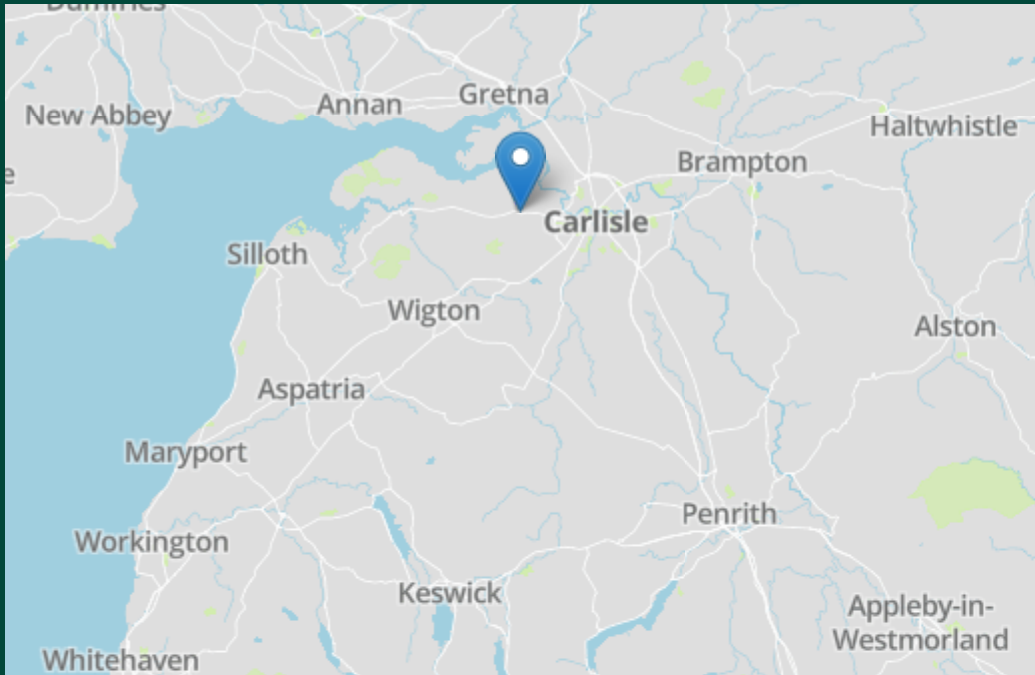 Dumfries
Gretna
Annan
New Abbey
Haltwhistle
Brampton
e
Carlisle
Silloth
Wigton
Alston
Aspatria
Maryport
Penrith
Workington
Keswick
Appleby-in-
Westmorland
Whitehaven